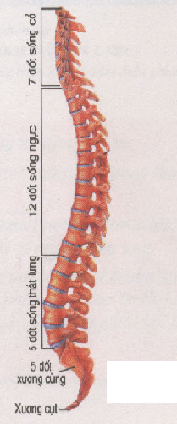 7 đốt sống cổ
12 đốt sống ngực
5 đốt sống thắt lưng
5 đốt
xương cùng
Xương cụt